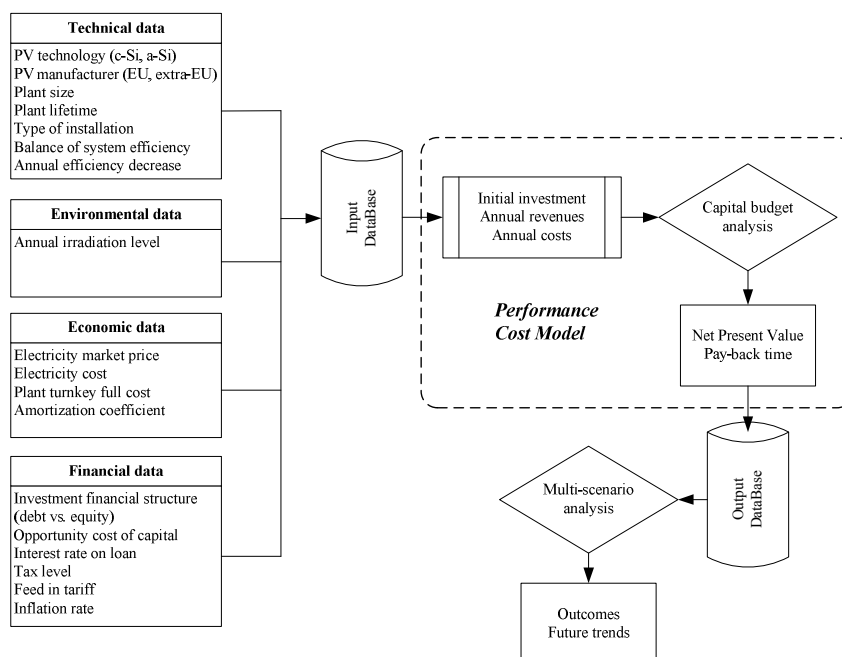 Technical data
PV technology (c-Si, a-Si)
PV manufacturer (EU, extra-EU)
Plant size
Plant lifetime
Type of installation
Balance of system efficiency
Annual efficiency decrease
Environmental data
Annual irradiation level
Economic data
Electricity market price
Electricity cost
Plant turnkey full cost
Amortization coefficient
Financial data
Investment financial structure
(debt vs. equity)
Opportunity cost of capital
Interest rate on loan
Tax level
Feed in tariff
Inflation rate
Input
DataBase
Initial investment
Annual revenues
Annual costs
Capital budget
analysis
Performance
Cost Model
Net Present Value
Pay-back time
Output
DataBase
Multi-scenario
analysis
Outcomes
Future trends